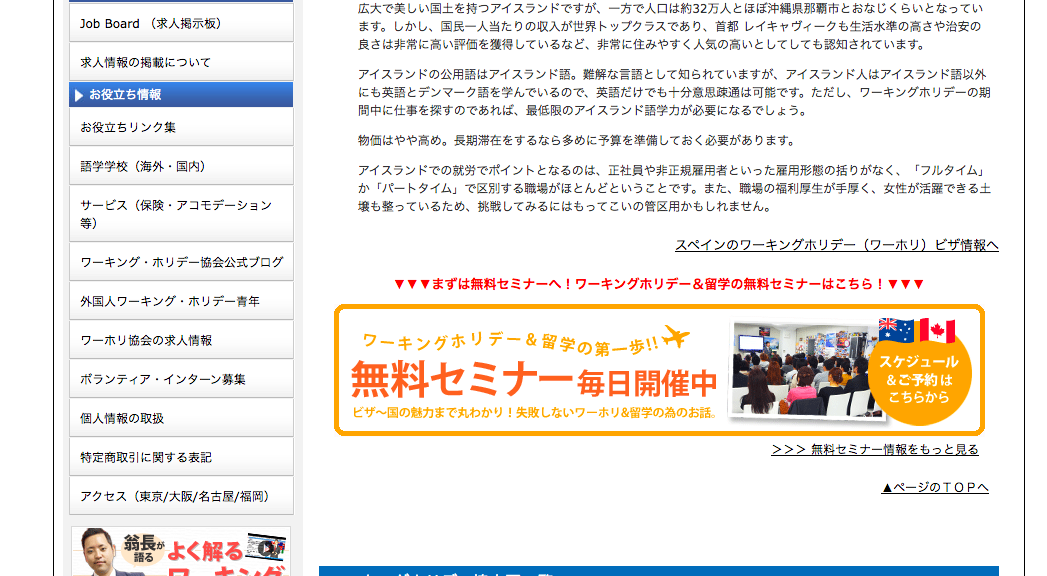 Job Board （求人掲示板）
求人情報の掲載について
お役立ち情報
お役立ちリンク集
語学学校（海外・国内）
サービス（保険・アコモデーション
等）
ワーキング・ホリデー協会公式ブログ
外国人ワーキング・ホリデー青年
ワーホリ協会の求人情報
ボランティア・インターン募集
個人情報の取扱
特定商取引に関する表記
アクセス（東京/大阪/名古屋/福岡）
翁長が
語る
よく解る
ワーキング
広大で美しい国土を持つアイスランドですが、一方で人口は約32万人とほぼ沖縄県那覇市とおなじくらいとなってい
ます。しかし、国民一人当たりの収入が世界トップクラスであり、首都 レイキャヴィークも生活水準の高さや治安の
良さは非常に高い評価を獲得しているなど、非常に住みやすく人気の高いとしてしても認知されています。
アイスランドの公用語はアイスランド語。難解な言語として知られていますが、アイスランド人はアイスランド語以外
にも英語とデンマーク語を学んでいるので、英語だけでも十分意思疎通は可能です。ただし、ワーキングホリデーの期
間中に仕事を探すのであれば、最低限のアイスランド語学力が必要になるでしょう。
物価はやや高め。長期滞在をするなら多めに予算を準備しておく必要があります。
アイスランドでの就労でポイントとなるのは、正社員や非正規雇用者といった雇用形態の括りがなく、「フルタイム」
か「パートタイム」で区別する職場がほとんどということです。また、職場の福利厚生が手厚く、女性が活躍できる土
壌も整っているため、挑戦してみるにはもってこいの管区用かもしれません。
スペインのワーキングホリデー（ワーホリ）ビザ情報へ
▼▼▼まずは無料セミナーへ！ワーキングホリデー＆留学の無料セミナーはこちら！▼▼▼
ワーキングホリデー＆留学の第一歩!!
無料セミナー毎日開催中
ビザ〜国の魅力まで丸わかり！失敗しないワーホリ&留学の為のお話。
スケジュール
＆ご予約は
こちらから
＞＞＞ 無料セミナー情報をもっと見る
▲ページのＴＯＰへ